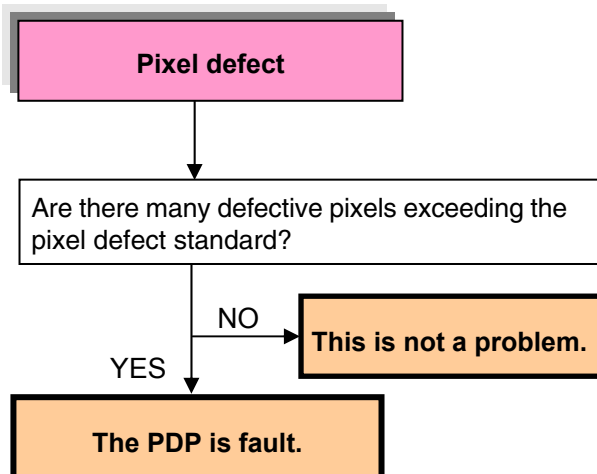 Pixel defect
Are there many defective pixels exceeding the
pixel defect standard?
NO
This is not a problem.
YES
The PDP is fault.